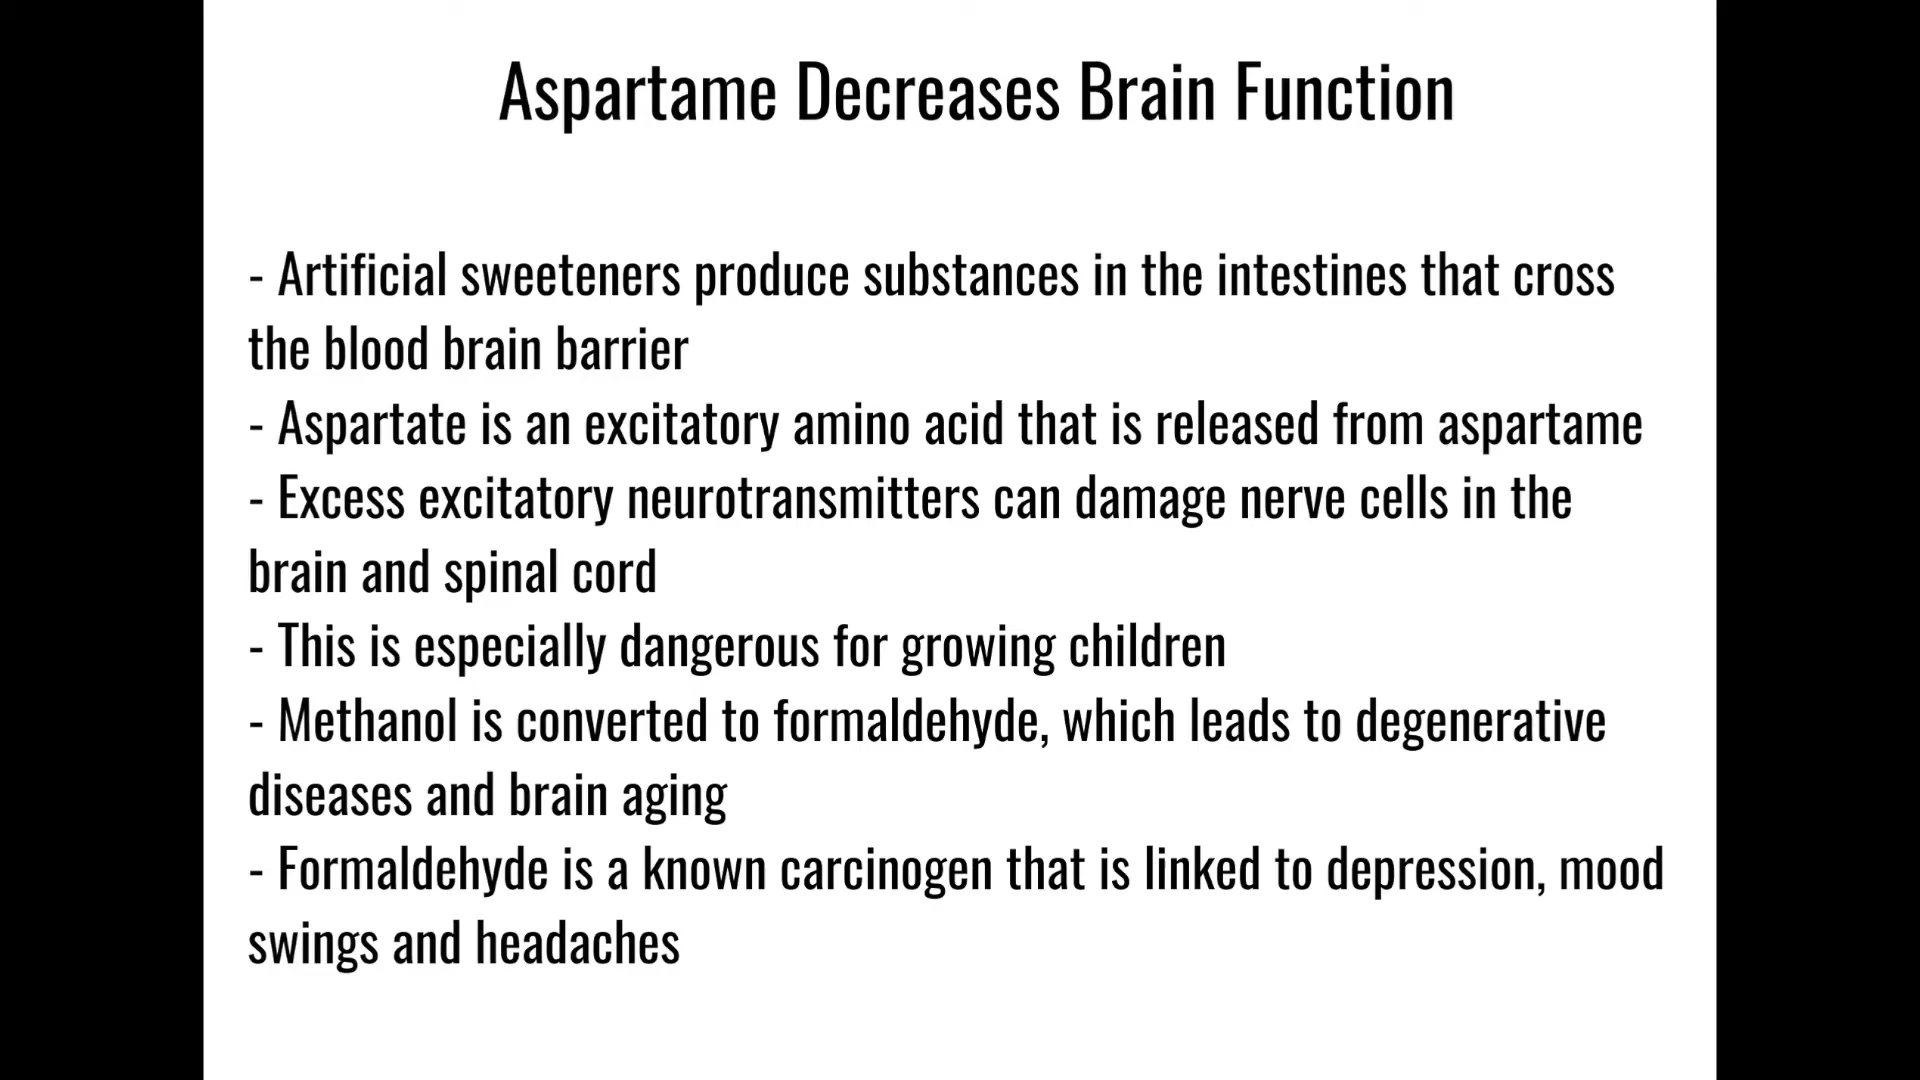 Aspartame Decreases Brain Function
- Artificial sweeteners produce substances in the intestines that cross
the blood brain barrier
- Aspartate is an excitatory amino acid that is released from aspartame
- Excess excitatory neurotransmitters can damage nerve cells in the
brain and spinal cord
- This is especially dangerous for growing children
- Methanol is converted to formaldehyde, which leads to degenerative
diseases and brain aging
- Formaldehyde is a known carcinogen that is linked to depression, mood
swings and headaches